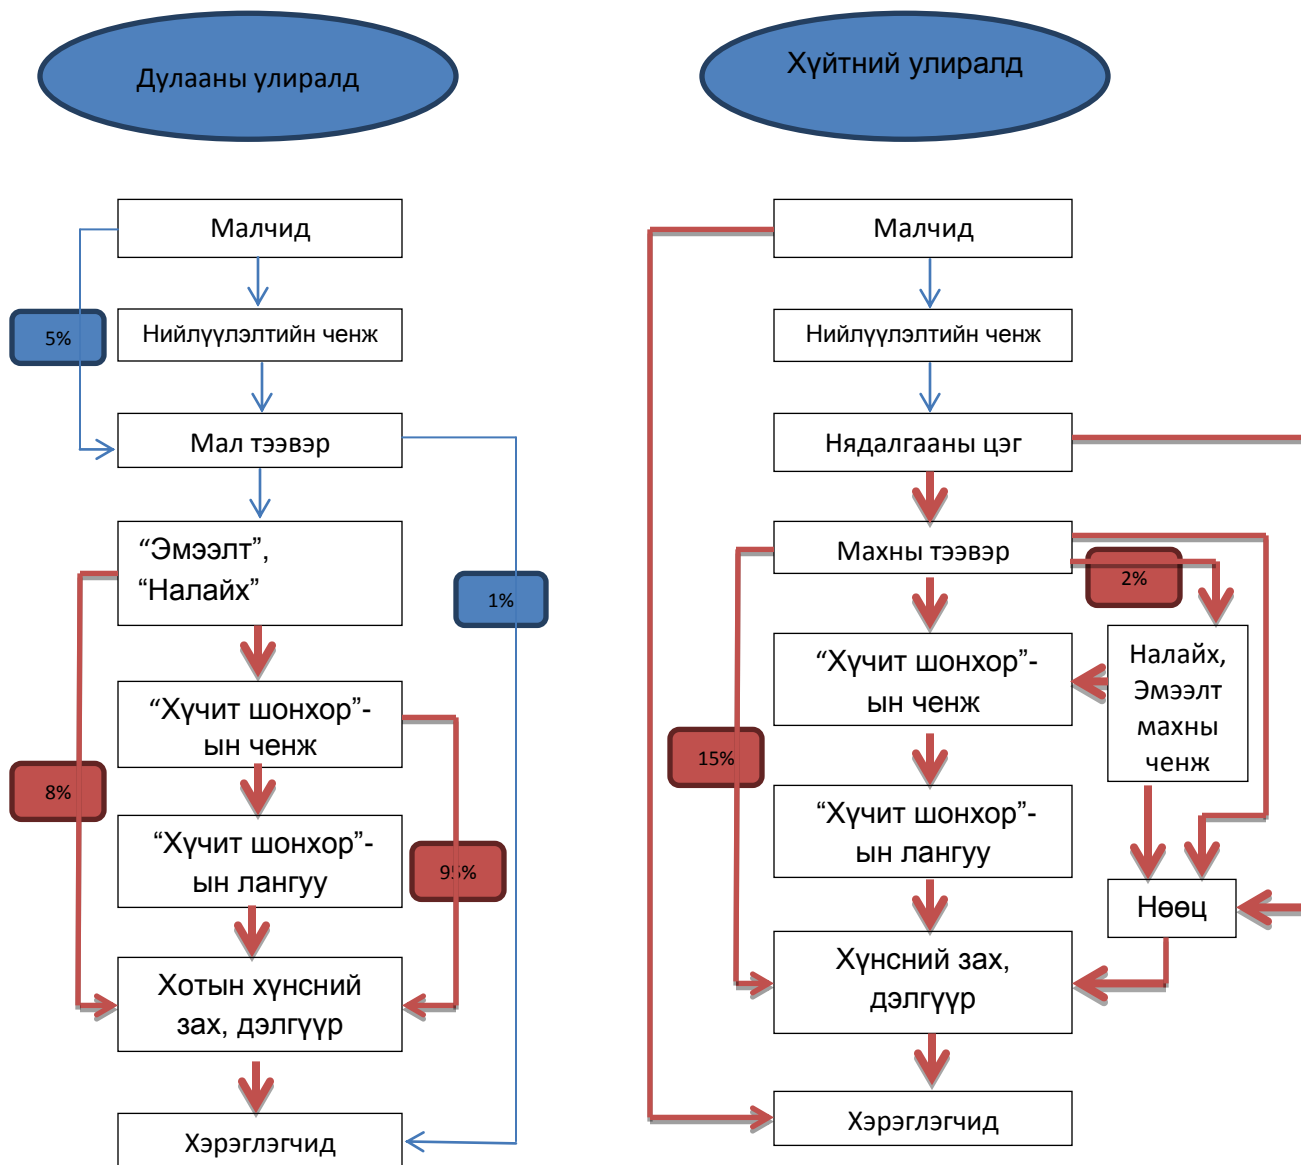 Дулааны улиралд
Малчид
5%
Нийлүүлэлтийн ченж
Мал тээвэр
“Эмээлт”,
“Налайх”
1%
“Хүчит шонхор”-
ын ченж
8%
“Хүчит шонхор”-
ын лангуу
95%
Хотын хүнсний
зах, дэлгүүр
Хэрэглэгчид
Хүйтний улиралд
Малчид
Нийлүүлэлтийн ченж
Нядалгааны цэг
Махны тээвэр
2%
“Хүчит шонхор”-
ын ченж
Налайх,
Эмээлт
махны
ченж
15%
“Хүчит шонхор”-
ын лангуу
Нөөц
Хүнсний зах,
дэлгүүр
Хэрэглэгчид